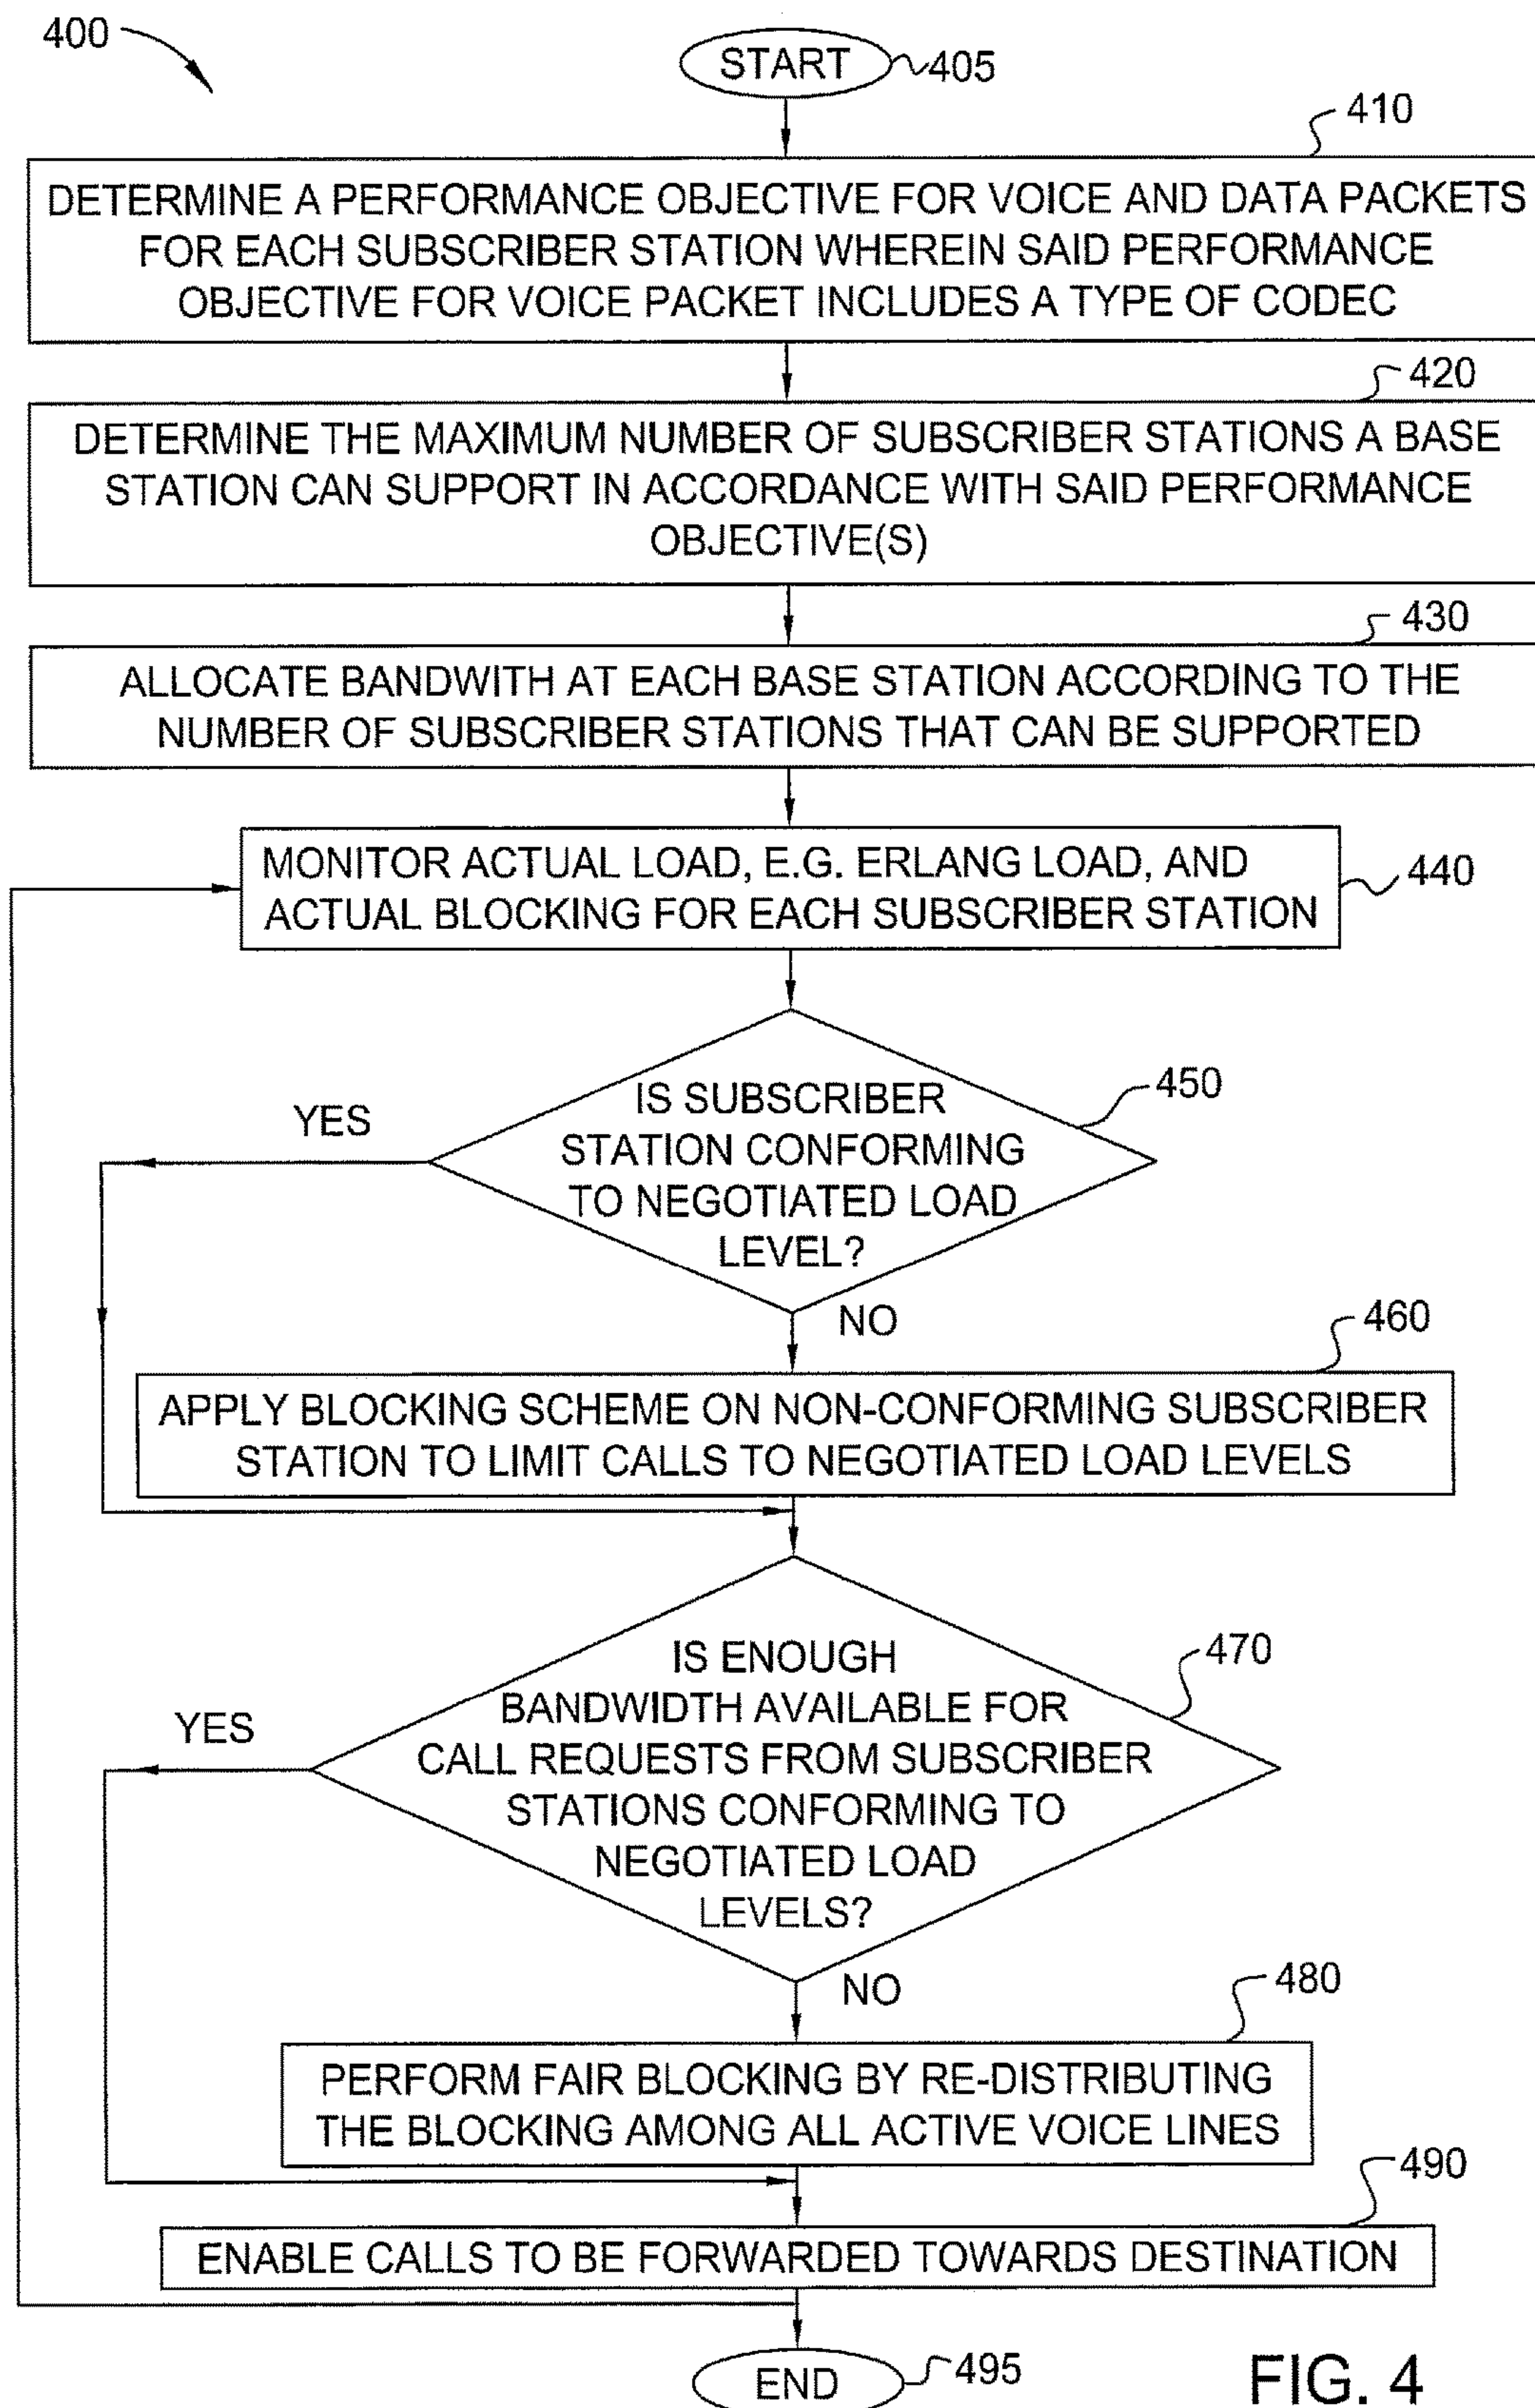 400
START
405
410
DETERMINE A PERFORMANCE OBJECTIVE FOR VOICE AND DATA PACKETS
FOR EACH SUBSCRIBER STATION WHEREIN SAID PERFORMANCE
OBJECTIVE FOR VOICE PACKET INCLUDES A TYPE OF CODEC
420
DETERMINE THE MAXIMUM NUMBER OF SUBSCRIBER STATIONS A BASE
STATION CAN SUPPORT IN ACCORDANCE WITH SAID PERFORMANCE
OBJECTIVE(S)
430
ALLOCATE BANDWITH AT EACH BASE STATION ACCORDING TO THE
NUMBER OF SUBSCRIBER STATIONS THAT CAN BE SUPPORTED
MONITOR ACTUAL LOAD, E.G. ERLANG LOAD, AND
ACTUAL BLOCKING FOR EACH SUBSCRIBER STATION
440
450
YES
IS SUBSCRIBER
STATION CONFORMING
TO NEGOTIATED LOAD
LEVEL?
NO
460
APPLY BLOCKING SCHEME ON NON-CONFORMING SUBSCRIBER
STATION TO LIMIT CALLS TO NEGOTIATED LOAD LEVELS
470
YES
IS ENOUGH
BANDWIDTH AVAILABLE FOR
CALL REQUESTS FROM SUBSCRIBER
STATIONS CONFORMING TO
NEGOTIATED LOAD
LEVELS?
NO
480
PERFORM FAIR BLOCKING BY RE-DISTRIBUTING
THE BLOCKING AMONG ALL ACTIVE VOICE LINES
490
ENABLE CALLS TO BE FORWARDED TOWARDS DESTINATION
END
495
FIG. 4